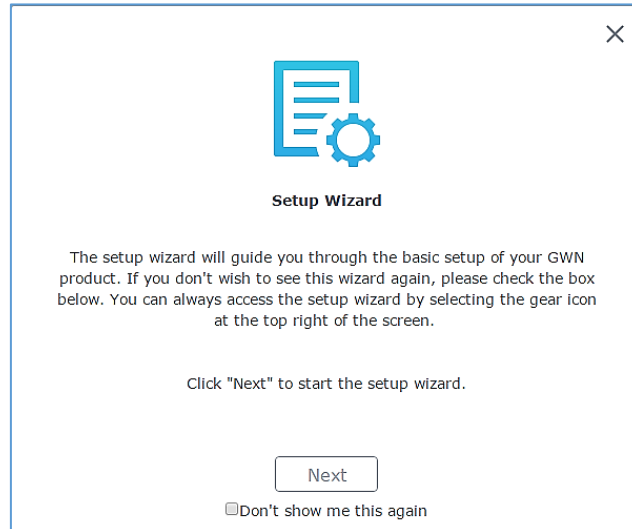 Setup Wizard
The setup wizard will guide you through the basic setup of your GWN
product. If you don't wish to see this wizard again, please check the box
below. You can always access the setup wizard by selecting the gear icon
at the top right of the screen.
Click "Next" to start the setup wizard.
Next
Don't show me this again